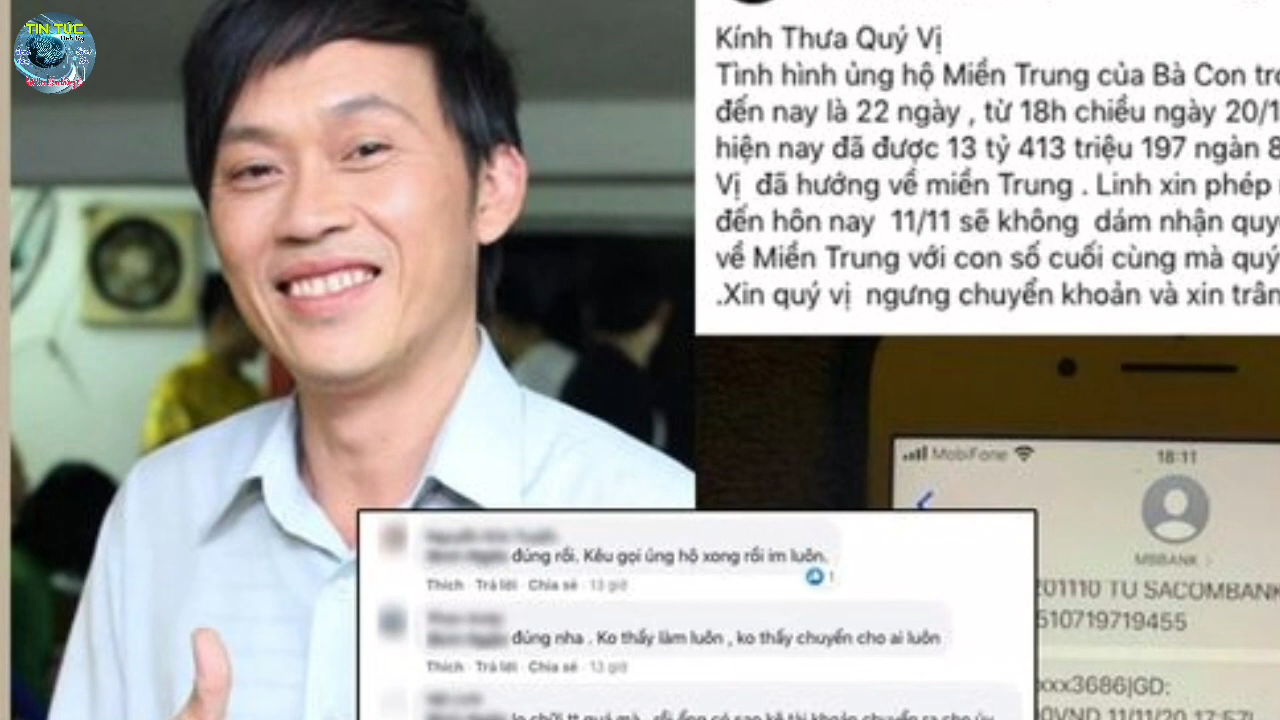 TIN TỨC
Kính Thưa Quý Vị
Tình hình ủng hộ Miền Trung của Bà Con tro
đến nay là 22 ngày , từ 18h chiều ngày 20/1
hiện nay đã được 13 tỷ 413 triệu 197 ngàn 8
Vị đã hướng về miền Trung . Linh xin phép
đến hôn nay 11/11 sẽ không dám nhận quy
về Miền Trung với con số cuối cùng mà quý
.Xin quý vị ngưng chuyển khoản và xin trân
MobiFone
18:11
MBBANK
201110 TU SACOMBANK
510719719455
xxx3686|GD:
0VND 11/11/20 17:57
đúng rồi. Kêu gọi ủng hộ xong rồi im luôn.
1
Thích · Trả lời · Chia sẻ · 13 giờ
đúng nha . Ko thấy làm luôn , ko thấy chuyển cho ai luôn
Thích · Trả lời · Chia sẻ · 13 giờ